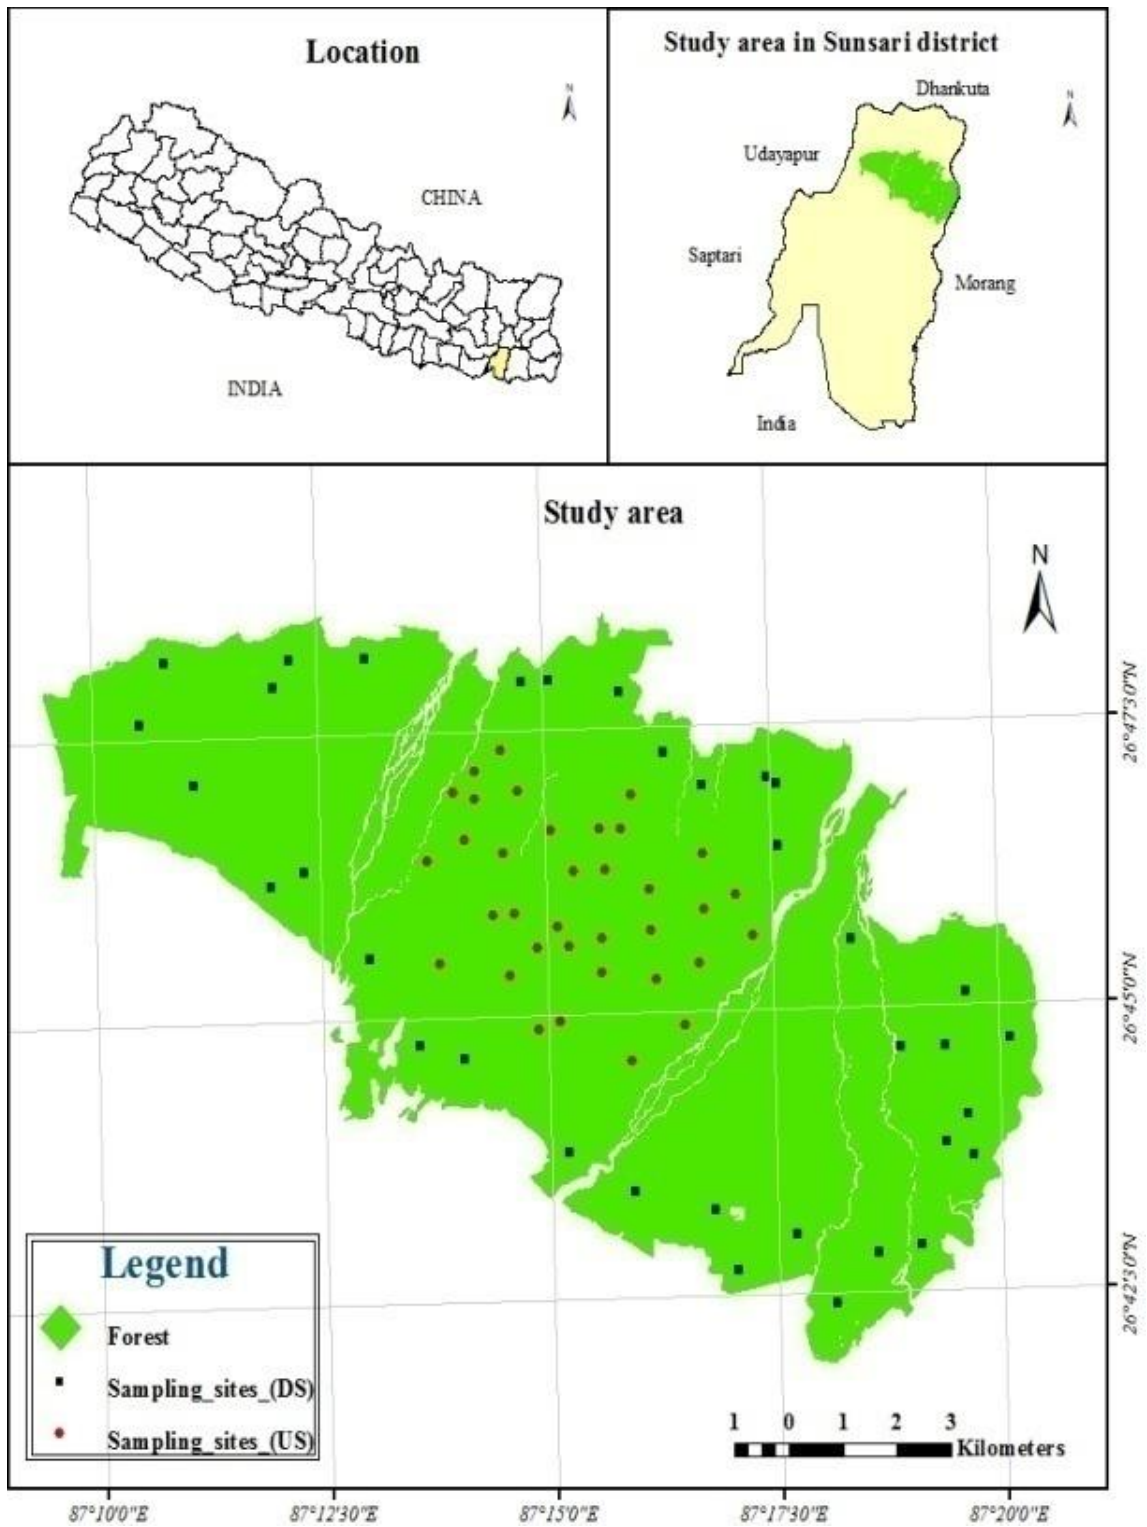 Location
N
CHINA
INDIA
Study area in Sunsari district
Dhankuta
N
Udayapur
Saptari
Morang
India
Study area
N
26°47'30"N
26°45'0"N
26°42'30"N
Legend
Forest
Sampling_sites_(DS)
Sampling_sites_(US)
1 0 1 2 3
Kilometers
87°10'0"E 87°12'30"E 87°15'0"E 87°17'30"E 87°20'0"E